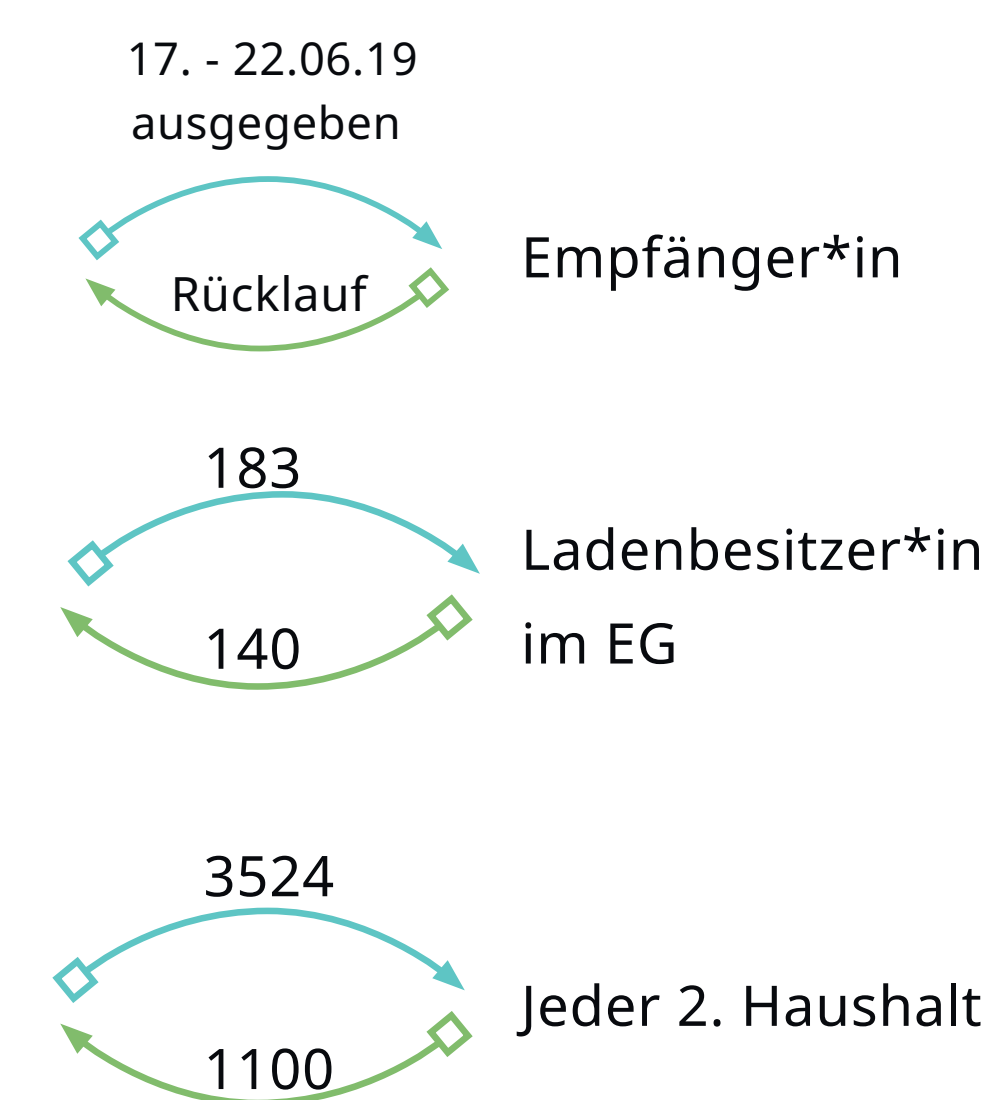 17. - 22.06.19
ausgegeben
Empfänger*in
Rücklauf
183
Ladenbesitzer*in
im EG
140
3524
Jeder 2. Haushalt
1100